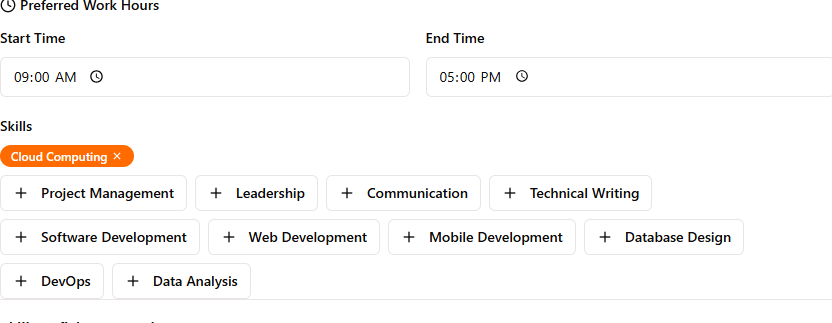 Preferred Work Hours
Start Time End Time
09:00 AM 05:00 PM
Skills
Cloud Computing ×
+ Project Management + Leadership + Communication + Technical Writing
+ Software Development + Web Development + Mobile Development + Database Design
+ DevOps + Data Analysis